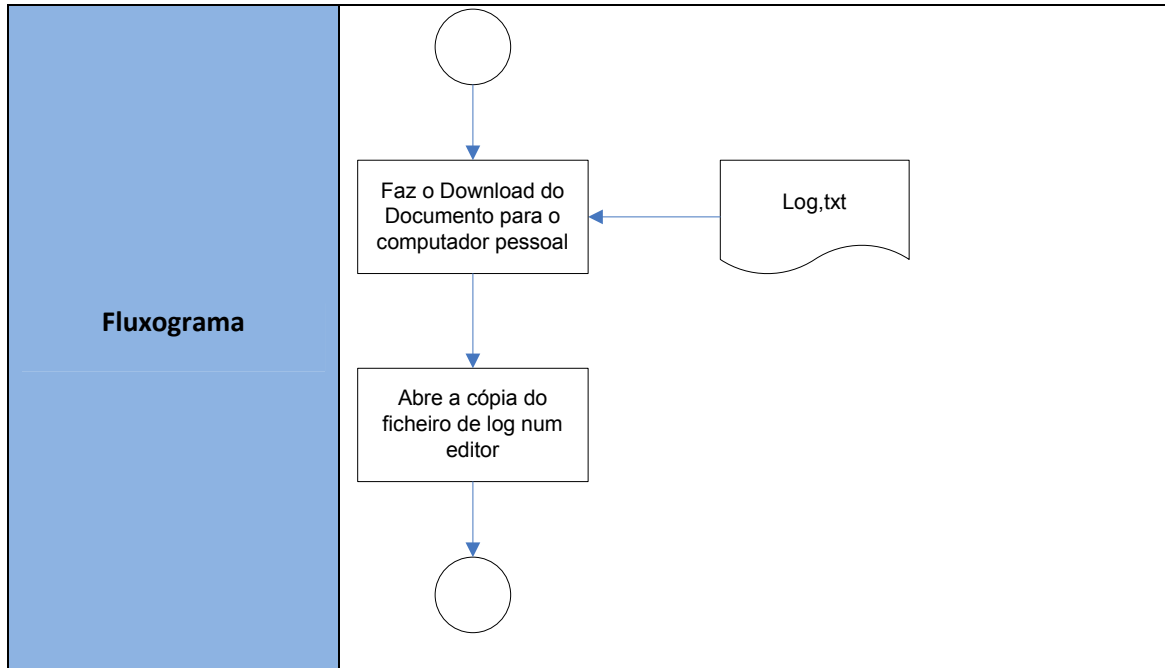 Fluxograma
Faz o Download do
Documento para o
computador pessoal
Log,txt
Abre a cópia do
ficheiro de log num
editor